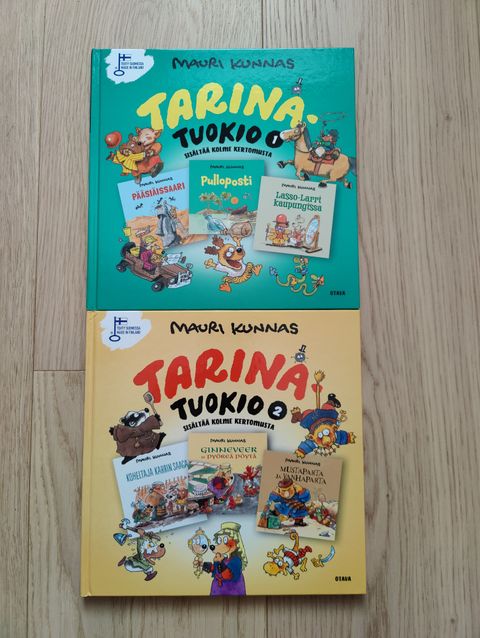 TEHTY SUOMESSA
MADE IN FINLAND
MAURI KUNNAS
TARINA-
TUOKIO 1
SISÄLTÄÄ KOLME KERTOMUSTA
MAURI KUNNAS
PÄÄSIÄISSAARI
MAURI KUNNAS
Pulloposti
MAURI KUNNAS
Lasso-Larri
kaupungissa
OTAVA
TEHTY SUOMESSA
MADE IN FINLAND
MAURI KUNNAS
TARINA-
TUOKIO 2
SISÄLTÄÄ KOLME KERTOMUSTA
MAURI KUNNAS
KUHELTAJA KARRIN SAAGA
MAURI KUNNAS
GINNEVEER
JA PYÖREÄ PÖYTÄ
MAURI KUNNAS
MUSTAPARTA
JA VANHAPARTA
OTAVA